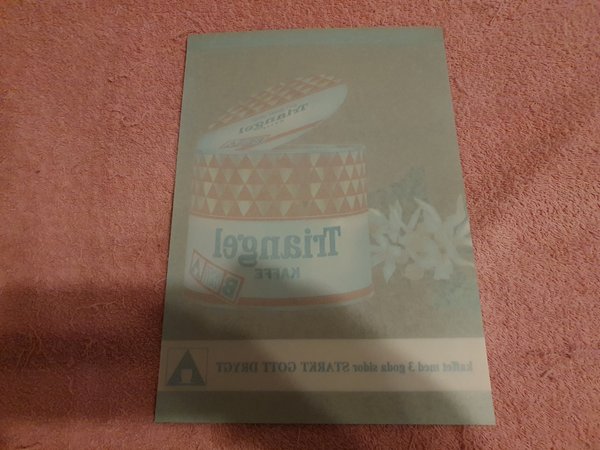 Triangel
Triangel
KAFFE
kaffet med 3 goda sidor STARKT GOTT DRYGT